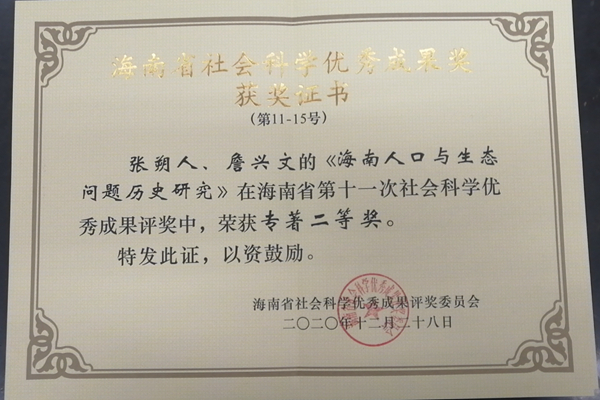 海南省社会科学优秀成果奖
获奖证书
（第11-15号）
张朔人、詹兴文的《海南人口与生态
问题历史研究》在海南省第十一次社会科学优
秀成果评奖中，荣获专著二等奖。
特发此证，以资鼓励。
海南省社会科学优秀成果评奖委员会
二〇二〇年十二月二十八日